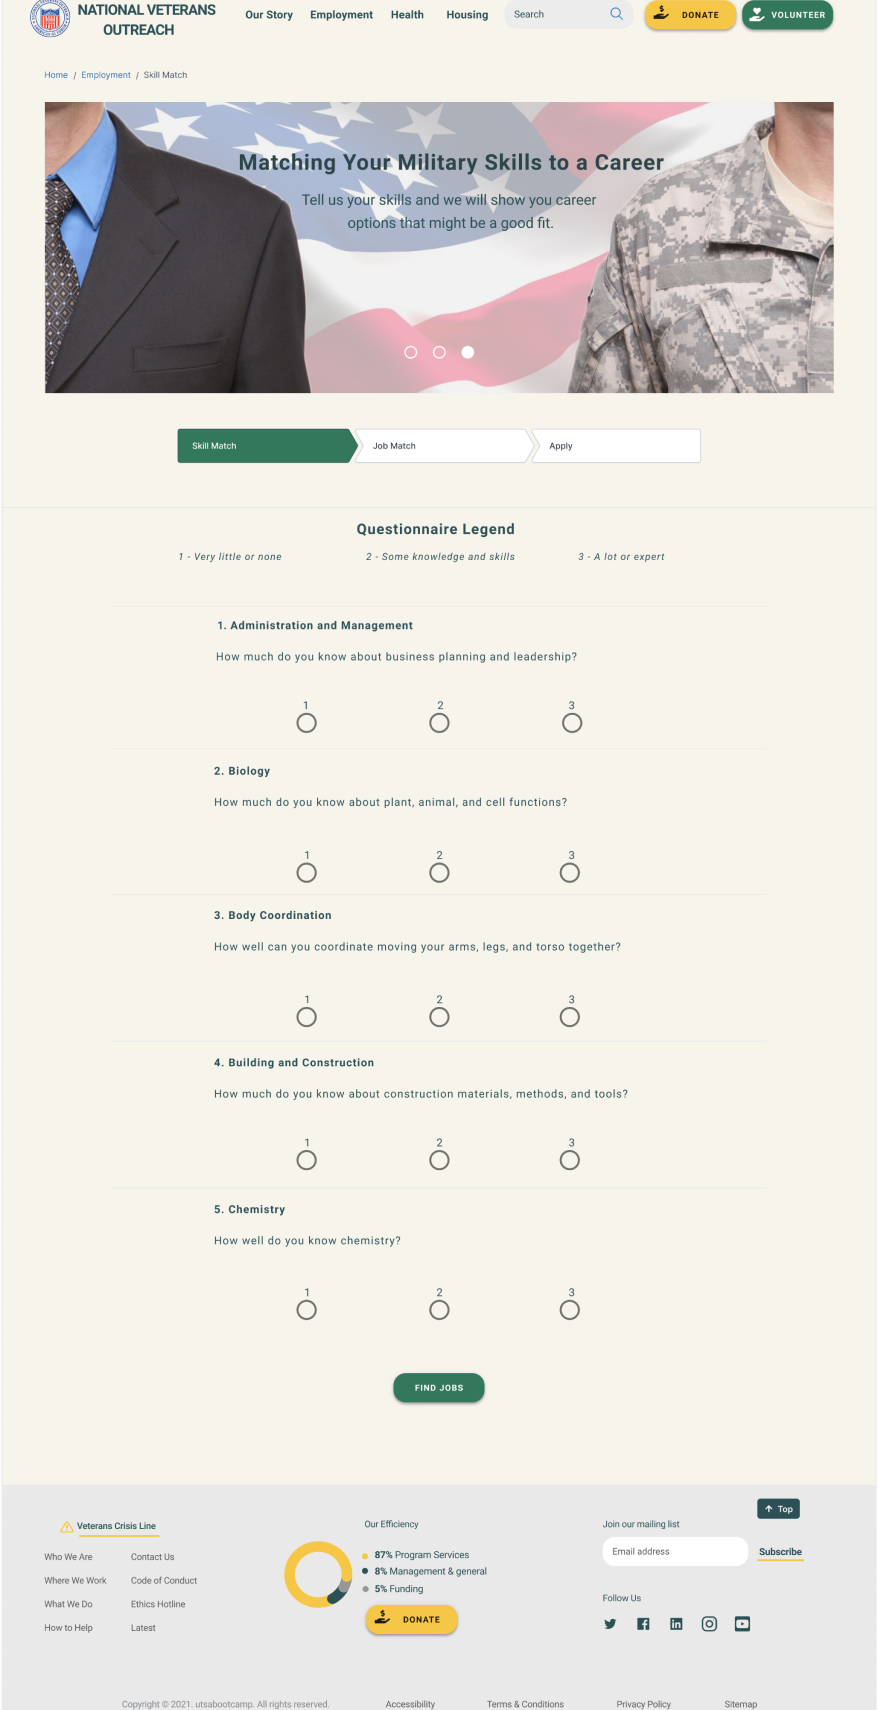 NATIONAL VETERANS
OUTREACH
Our Story Employment Health Housing
Search
DONATE
VOLUNTEER
Home / Employment / Skill Match
Matching Your Military Skills to a Career
Tell us your skills and we will show you career
options that might be a good fit.
Skill Match
Job Match
Apply
Questionnaire Legend
1 - Very little or none
2 - Some knowledge and skills
3 - A lot or expert
1. Administration and Management
How much do you know about business planning and leadership?
1 2 3
2. Biology
How much do you know about plant, animal, and cell functions?
1 2 3
3. Body Coordination
How well can you coordinate moving your arms, legs, and torso together?
1 2 3
4. Building and Construction
How much do you know about construction materials, methods, and tools?
1 2 3
5. Chemistry
How well do you know chemistry?
1 2 3
FIND JOBS
Top
Veterans Crisis Line
Who We Are
Contact Us
Where We Work
Code of Conduct
What We Do
Ethics Hotline
How to Help
Latest
Our Efficiency
87% Program Services
8% Management & general
5% Funding
DONATE
Join our mailing list
Email address
Subscribe
Follow Us
Copyright © 2021. utsabootcamp. All rights reserved.
Accessibility
Terms & Conditions
Privacy Policy
Sitemap